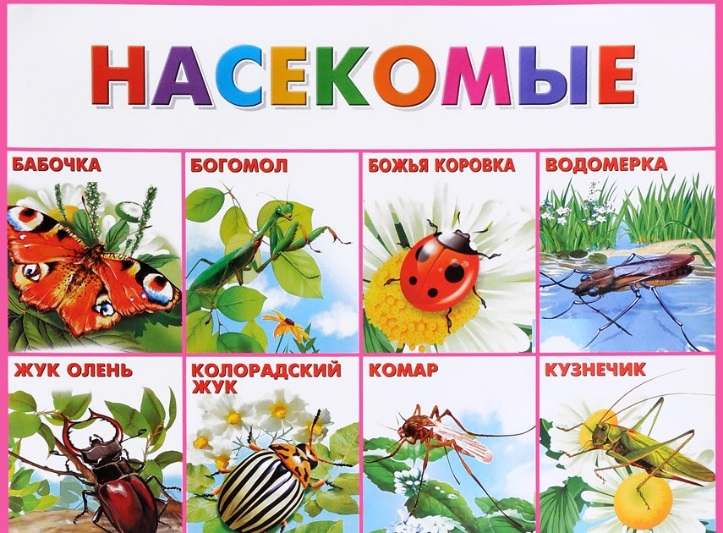 НАСЕКОМЫЕ
БАБОЧКА
БОГОМОЛ
БОЖЬЯ КОРОВКА
ВОДОМЕРКА
ЖУК ОЛЕНЬ
КОЛОРАДСКИЙ
ЖУК
КОМАР
КУЗНЕЧИК